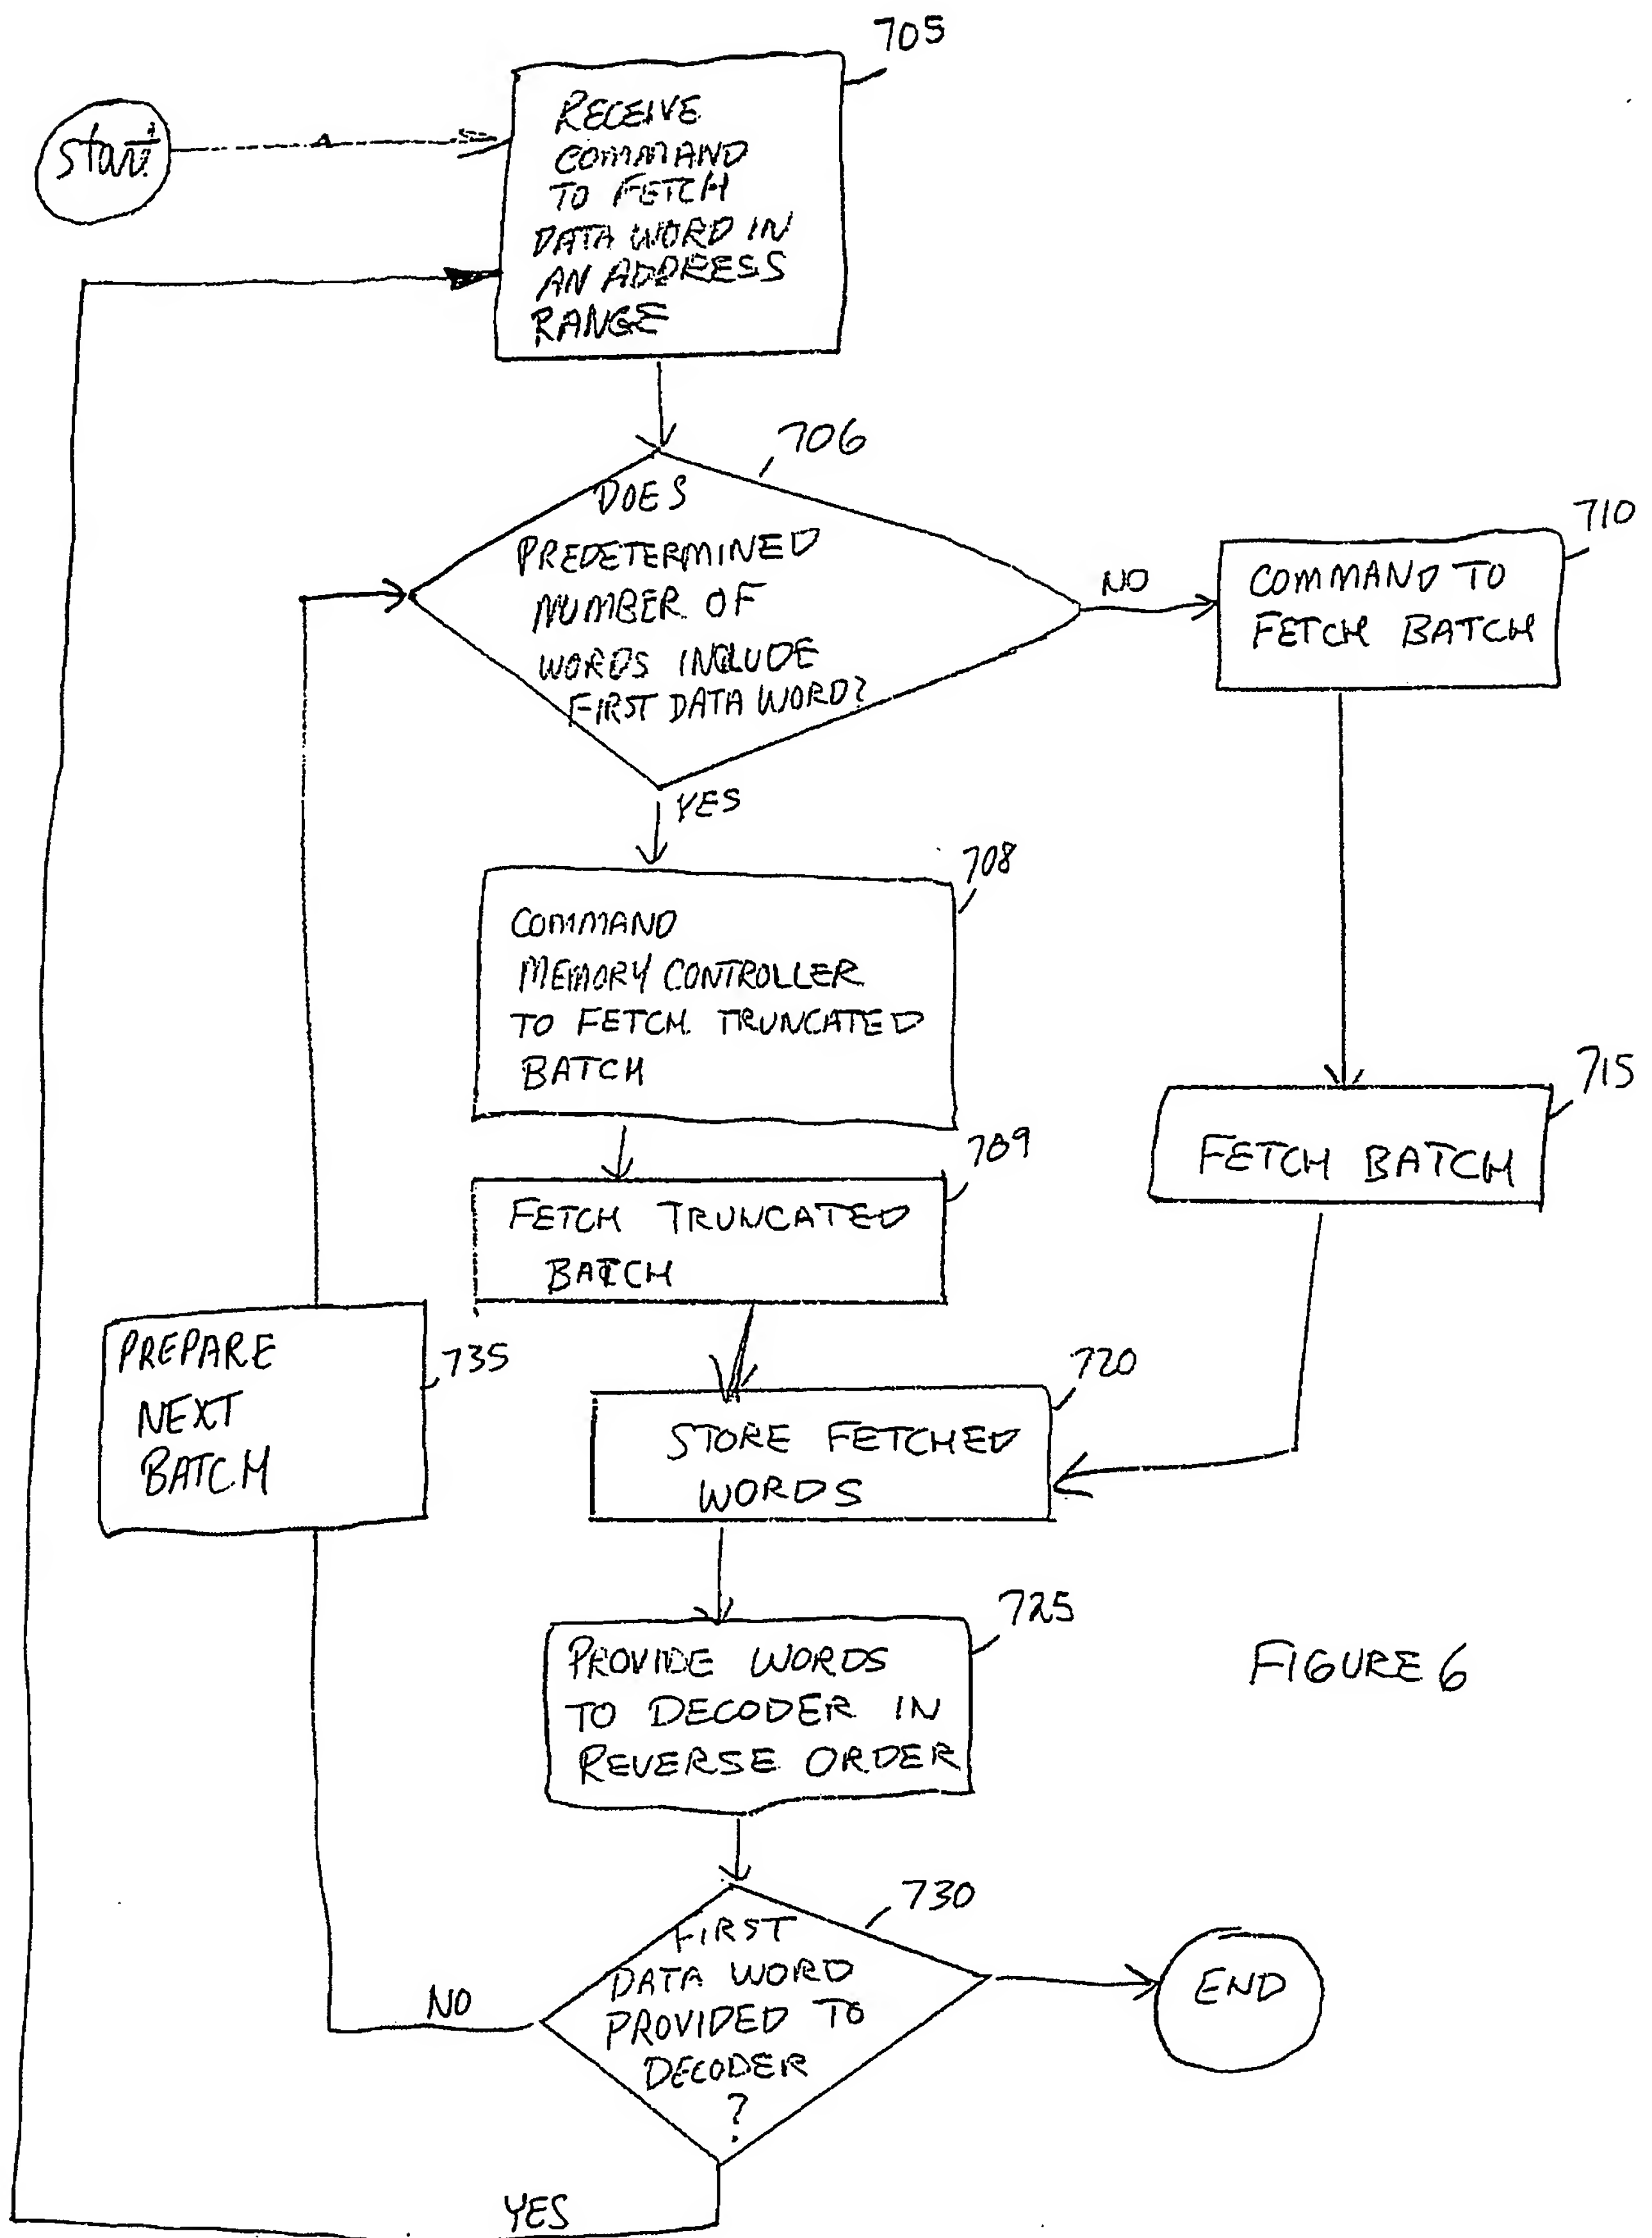 705
start
RECEIVE
COMMAND
TO FETCH
DATA WORD IN
AN ADDRESS
RANGE
706
DOES
PREDETERMINED
NUMBER OF
WORDS INCLUDE
FIRST DATA WORD?
NO
710
COMMAND TO
FETCH BATCH
YES
708
COMMAND
MEMORY CONTROLLER
TO FETCH TRUNCATED
BATCH
715
FETCH BATCH
709
FETCH TRUNCATED
BATCH
PREPARE
NEXT
BATCH
735
720
STORE FETCHED
WORDS
725
PROVIDE WORDS
TO DECODER IN
REVERSE ORDER
FIGURE 6
730
FIRST
DATA WORD
PROVIDED TO
DECODER
?
NO
END
YES